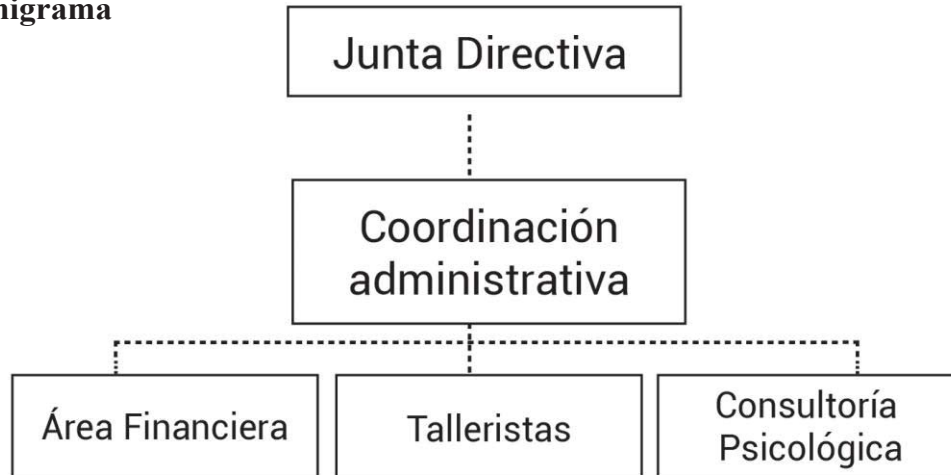 nigrama
Junta Directiva
Coordinación
administrativa
Área Financiera
Talleristas
Consultoría
Psicológica